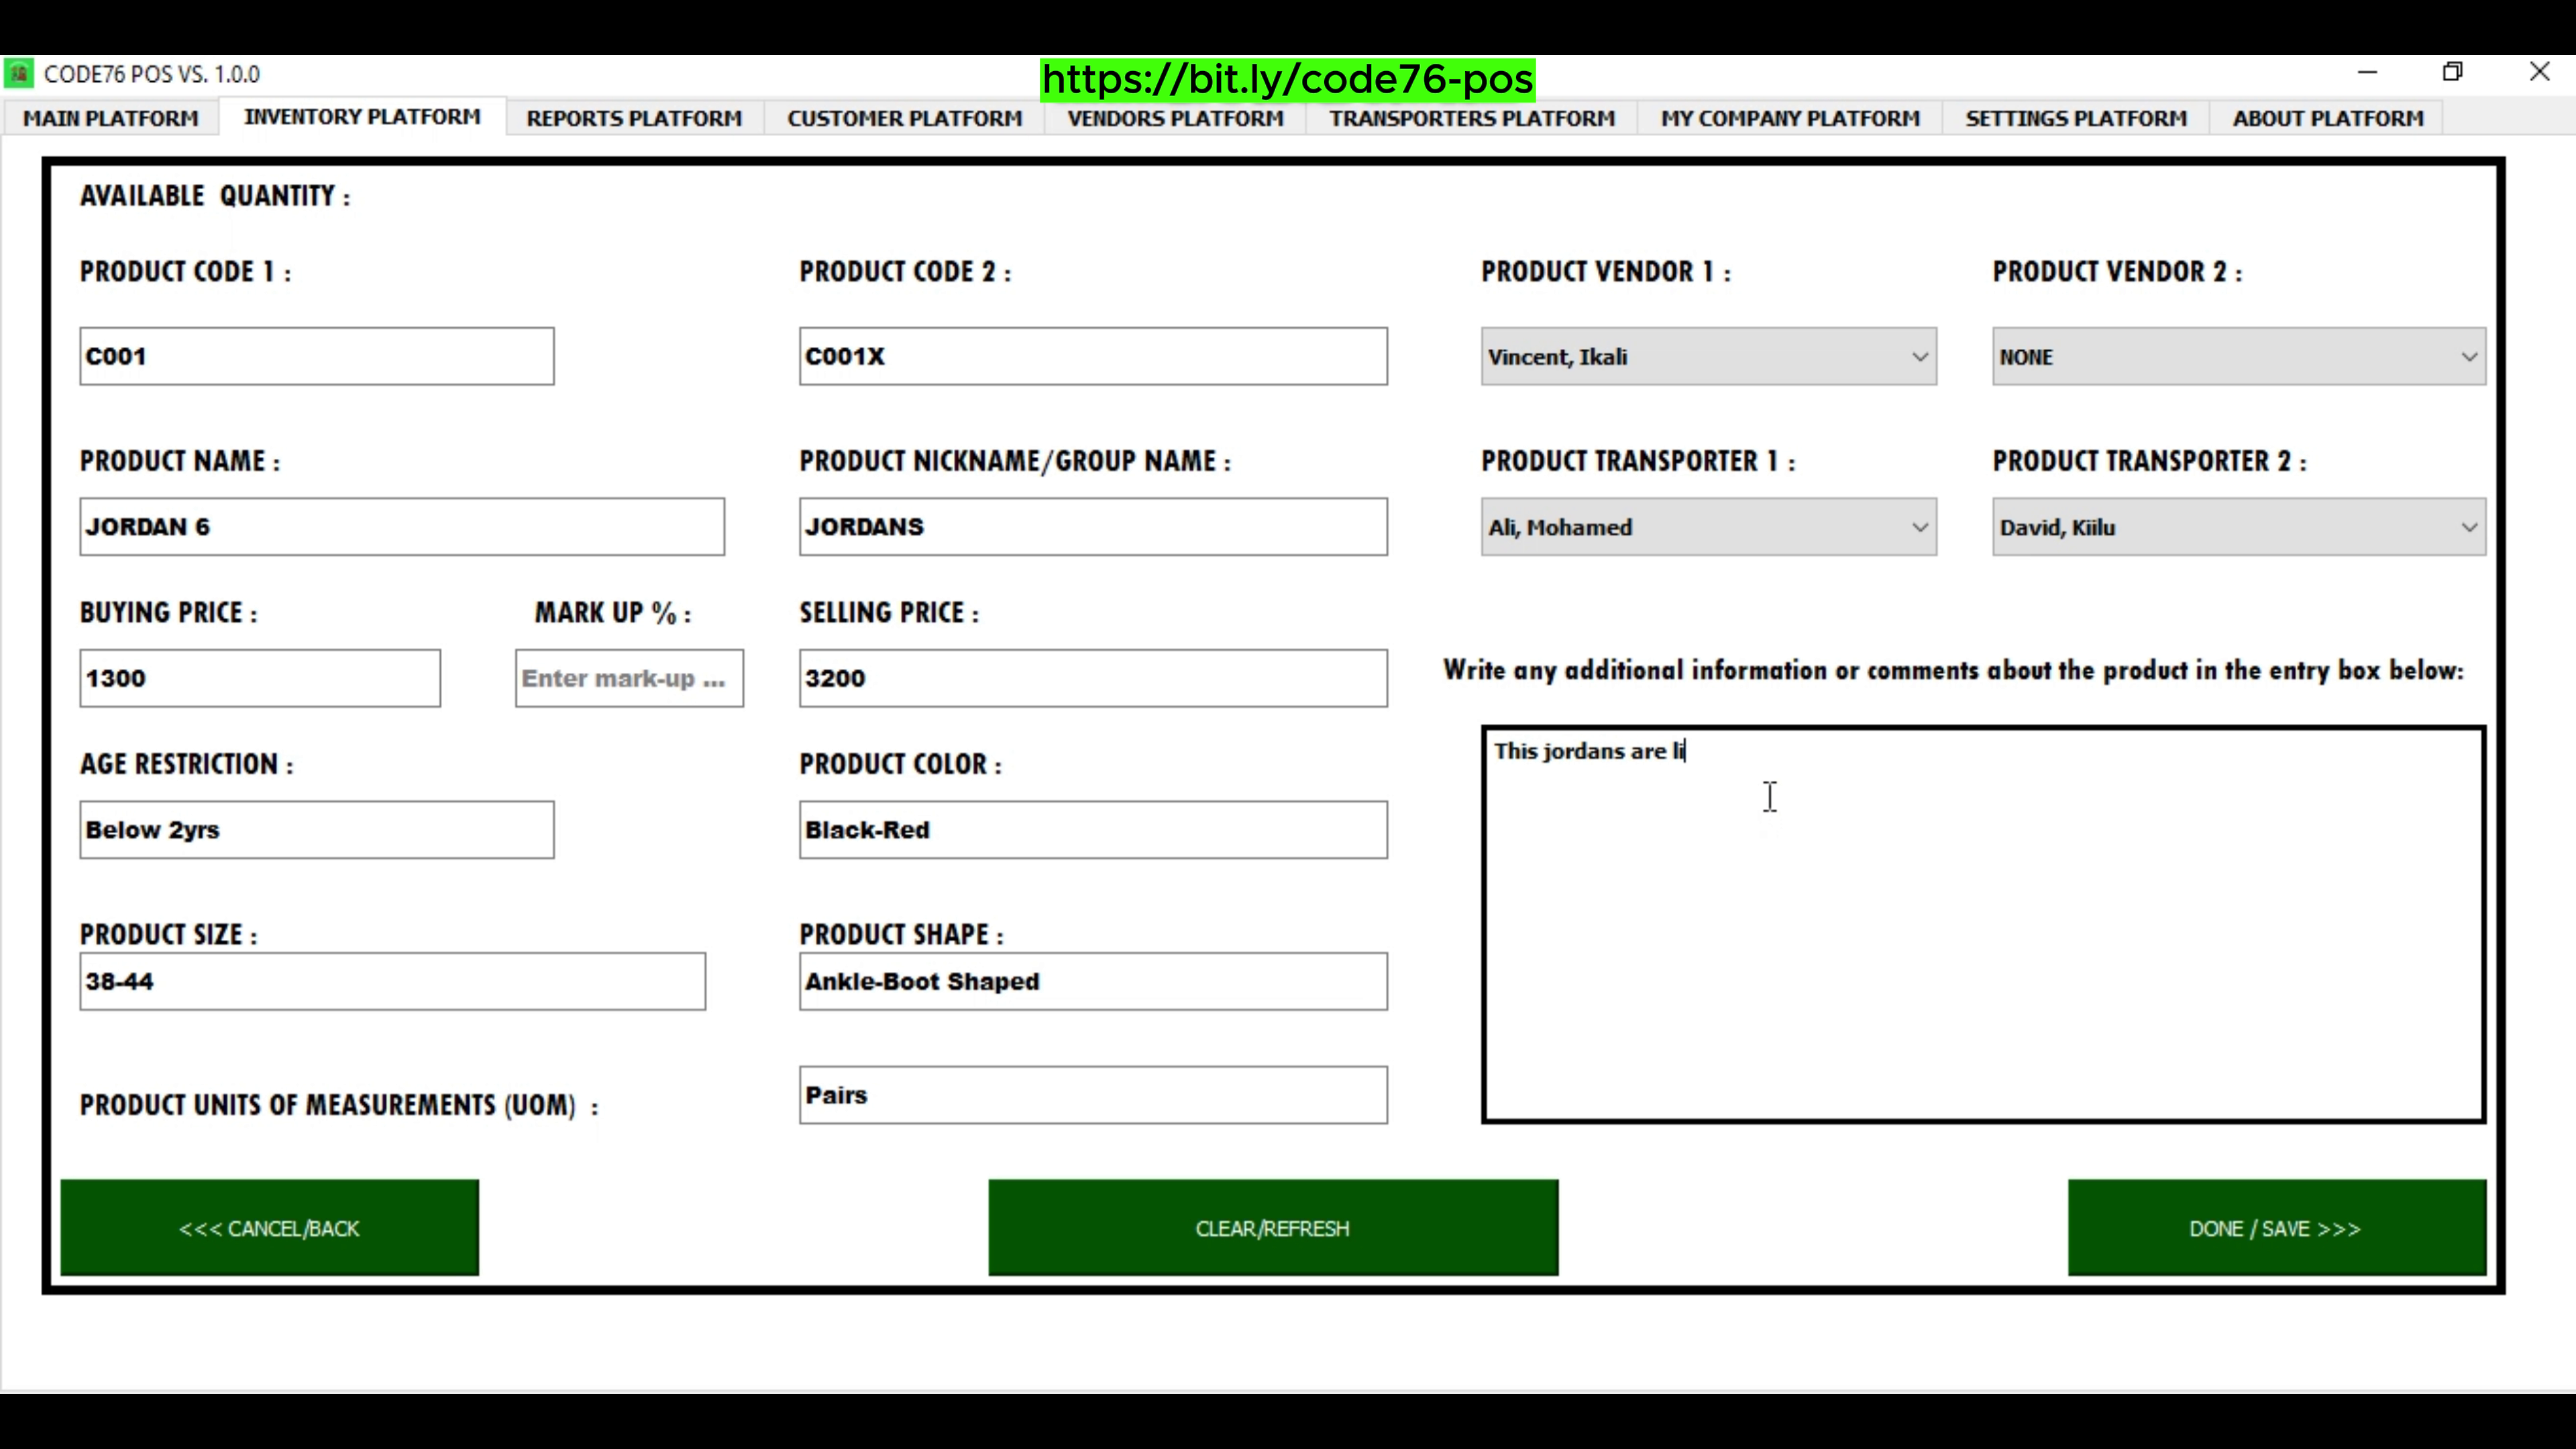 CODE76 POS VS. 1.0.0
https://bit.ly/code76-pos
MAIN PLATFORM INVENTORY PLATFORM REPORTS PLATFORM CUSTOMER PLATFORM VENDORS PLATFORM TRANSPORTERS PLATFORM MY COMPANY PLATFORM SETTINGS PLATFORM ABOUT PLATFORM
AVAILABLE QUANTITY :
PRODUCT CODE 1 : PRODUCT CODE 2 : PRODUCT VENDOR 1 : PRODUCT VENDOR 2 :
C001 C001X Vincent, Ikali NONE
PRODUCT NAME : PRODUCT NICKNAME/GROUP NAME : PRODUCT TRANSPORTER 1 : PRODUCT TRANSPORTER 2 :
JORDAN 6 JORDANS Ali, Mohamed David, Kiilu
BUYING PRICE : MARK UP % : SELLING PRICE :
1300 Enter mark-up ... 3200
Write any additional information or comments about the product in the entry box below:
AGE RESTRICTION : PRODUCT COLOR :
This jordans are li
Below 2yrs Black-Red
PRODUCT SIZE : PRODUCT SHAPE :
38-44 Ankle-Boot Shaped
PRODUCT UNITS OF MEASUREMENTS (UOM) : Pairs
<<< CANCEL/BACK CLEAR/REFRESH DONE / SAVE >>>